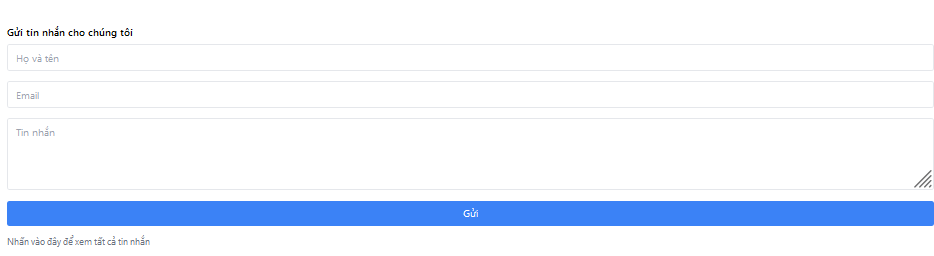 Gửi tin nhắn cho chúng tôi
Họ và tên
Email
Tin nhắn
Gửi
Nhấn vào đây để xem tất cả tin nhắn